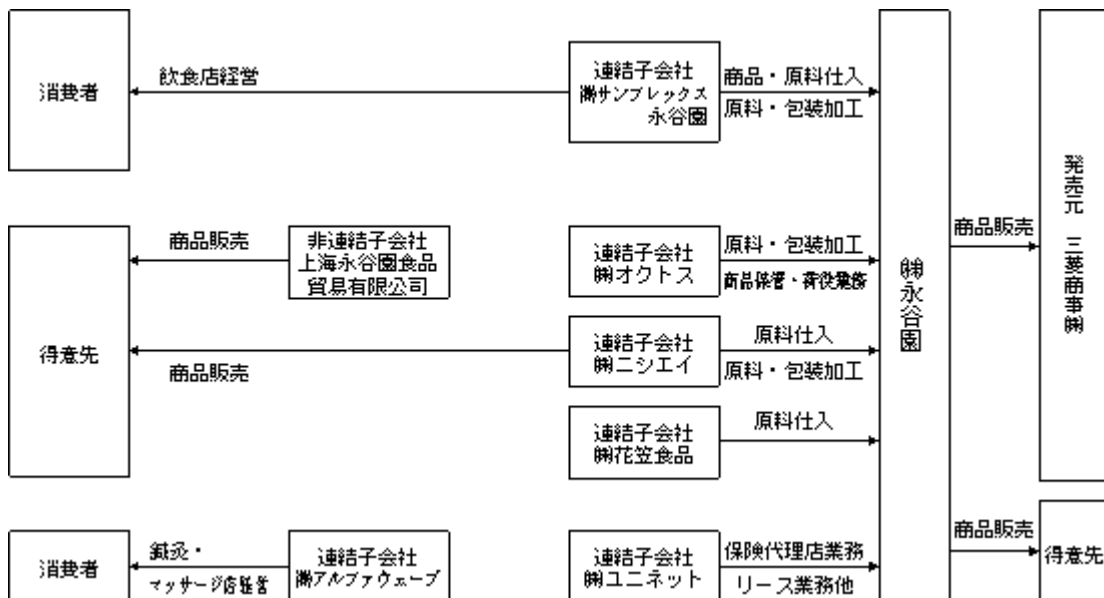 消費者
飲食店経営
連結子会社
㈱サンブレックス
永谷園
商品・原料仕入
原料・包装加工
商品販売
非連結子会社
上海永谷園食品
貿易有限公司
連結子会社
㈱オクトス
原料・包装加工
商品保管・荷役業務
得意先
商品販売
連結子会社
㈱ニシエイ
原料仕入
原料・包装加工
連結子会社
㈱花笠食品
原料仕入
消費者
鍼灸・
マッサージ店経営
連結子会社
㈱アルファウェーブ
連結子会社
㈱ユニネット
保険代理店業務
リース業務他
㈱永谷園
商品販売
発売元 三菱商事㈱
商品販売
得意先